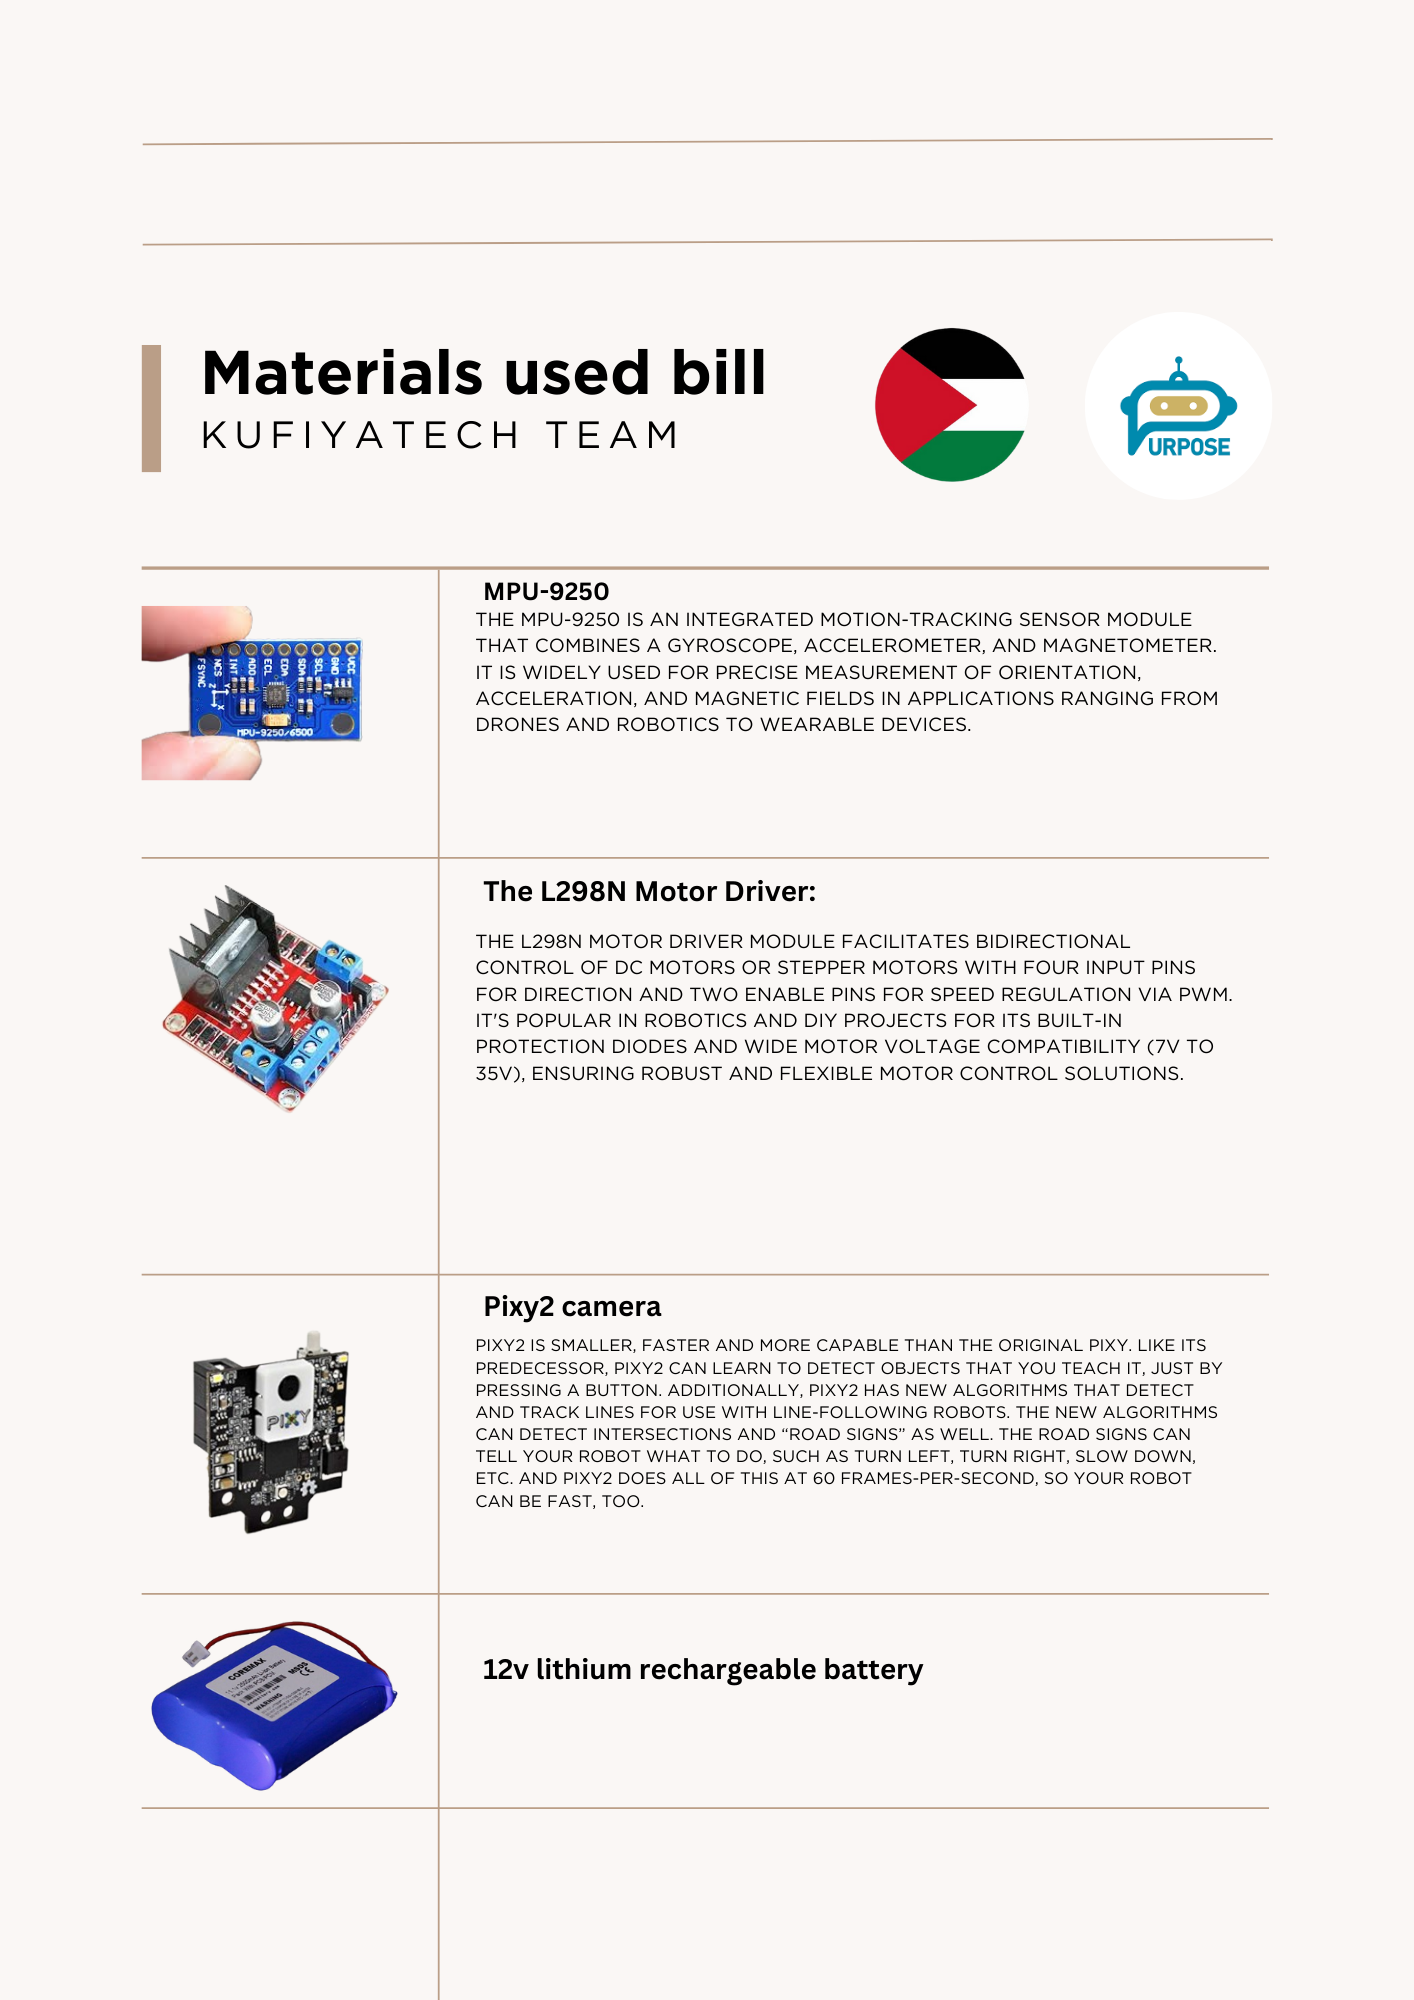 Materials used bill
KUFIYATECH TEAM
URPOSE
MPU-9250
THE MPU-9250 IS AN INTEGRATED MOTION-TRACKING SENSOR MODULE
THAT COMBINES A GYROSCOPE, ACCELEROMETER, AND MAGNETOMETER.
IT IS WIDELY USED FOR PRECISE MEASUREMENT OF ORIENTATION,
ACCELERATION, AND MAGNETIC FIELDS IN APPLICATIONS RANGING FROM
DRONES AND ROBOTICS TO WEARABLE DEVICES.
FSYNC NCS INT ADO ECL EDA SDA SCL GND VCC
Z Y X
MPU-9250/6500
The L298N Motor Driver:
THE L298N MOTOR DRIVER MODULE FACILITATES BIDIRECTIONAL
CONTROL OF DC MOTORS OR STEPPER MOTORS WITH FOUR INPUT PINS
FOR DIRECTION AND TWO ENABLE PINS FOR SPEED REGULATION VIA PWM.
IT'S POPULAR IN ROBOTICS AND DIY PROJECTS FOR ITS BUILT-IN
PROTECTION DIODES AND WIDE MOTOR VOLTAGE COMPATIBILITY (7V TO
35V), ENSURING ROBUST AND FLEXIBLE MOTOR CONTROL SOLUTIONS.
Pixy2 camera
PIXY2 IS SMALLER, FASTER AND MORE CAPABLE THAN THE ORIGINAL PIXY. LIKE ITS
PREDECESSOR, PIXY2 CAN LEARN TO DETECT OBJECTS THAT YOU TEACH IT, JUST BY
PRESSING A BUTTON. ADDITIONALLY, PIXY2 HAS NEW ALGORITHMS THAT DETECT
AND TRACK LINES FOR USE WITH LINE-FOLLOWING ROBOTS. THE NEW ALGORITHMS
CAN DETECT INTERSECTIONS AND “ROAD SIGNS” AS WELL. THE ROAD SIGNS CAN
TELL YOUR ROBOT WHAT TO DO, SUCH AS TURN LEFT, TURN RIGHT, SLOW DOWN,
ETC. AND PIXY2 DOES ALL OF THIS AT 60 FRAMES-PER-SECOND, SO YOUR ROBOT
CAN BE FAST, TOO.
PIXY
12v lithium rechargeable battery
COREMAX
WARNING
CE